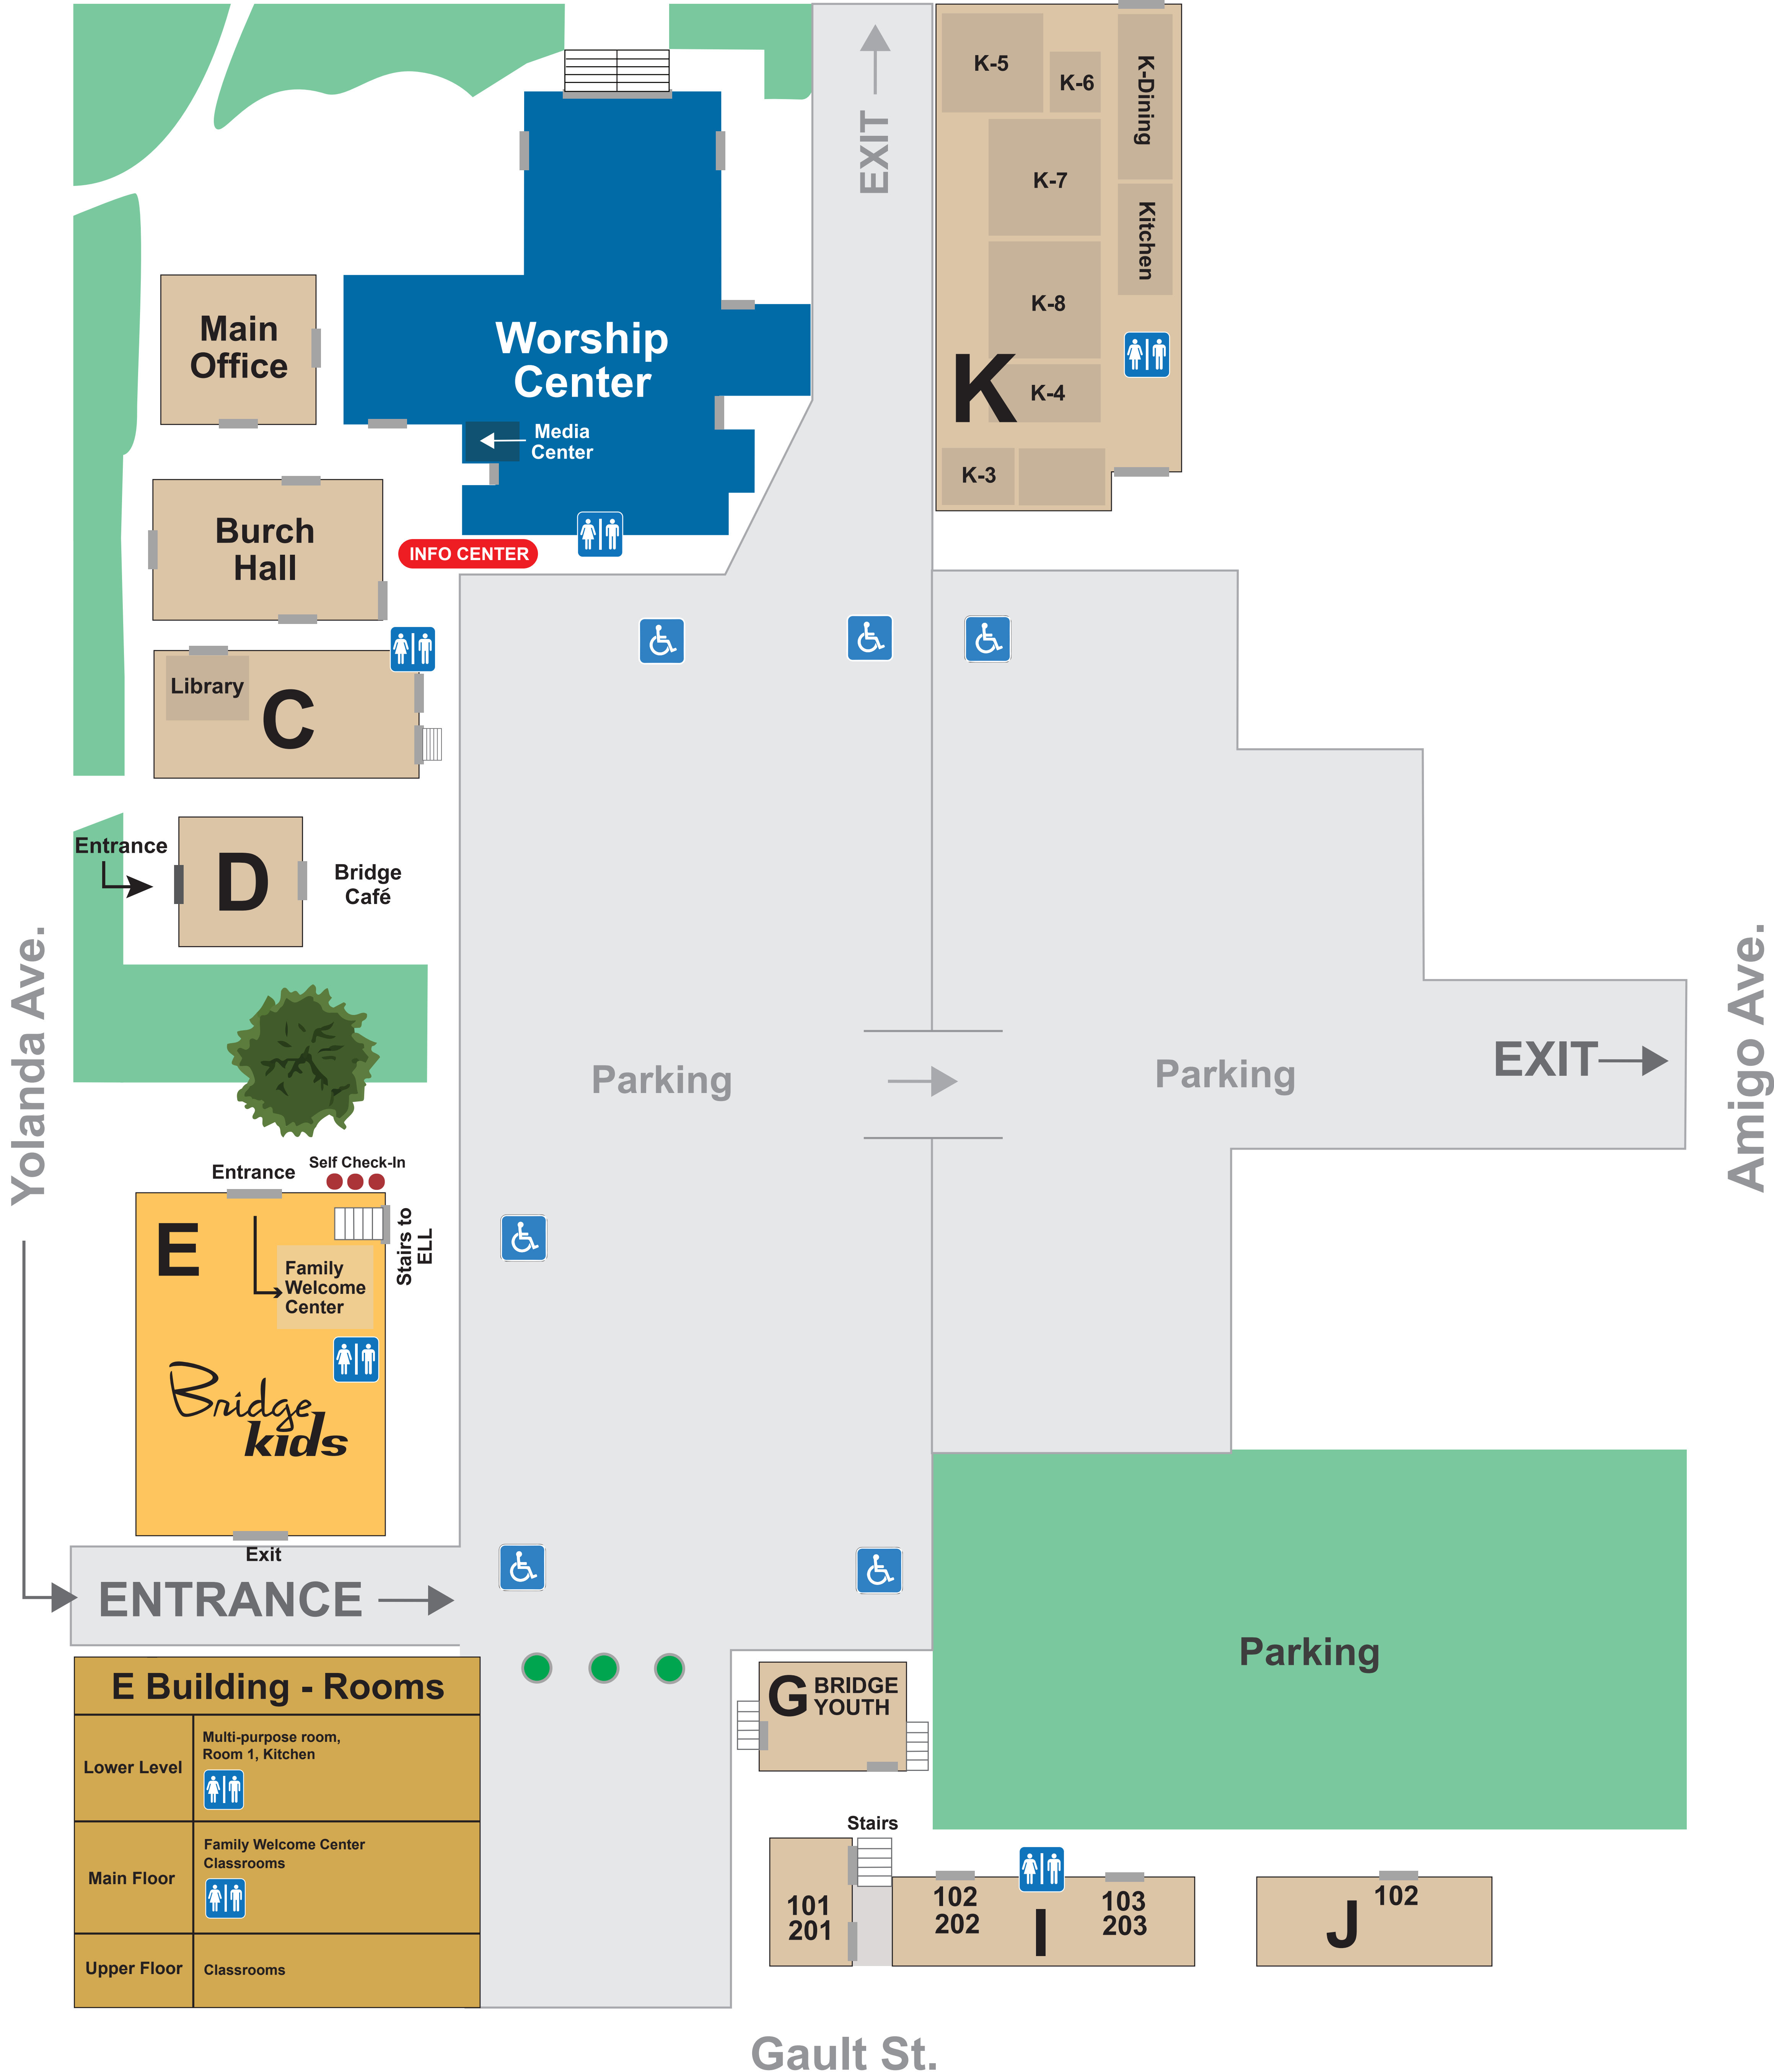 EXIT
K-5
K-6
K-Dining
K-7
Kitchen
K-8
K
K-4
K-3
Main
Office
Worship
Center
Media
Center
Burch
Hall
INFO CENTER
Library
C
Entrance
D
Bridge
Café
Yolanda Ave.
Amigo Ave.
Parking
Parking
EXIT
Entrance
Self Check-In
E
Stairs to
ELL
Family
Welcome
Center
Bridge
kids
Exit
ENTRANCE
Parking
E Building - Rooms
Lower Level
Multi-purpose room,
Room 1, Kitchen
Main Floor
Family Welcome Center
Classrooms
Upper Floor
Classrooms
G
BRIDGE
YOUTH
Stairs
101
201
102
202
I
103
203
J
102
Gault St.